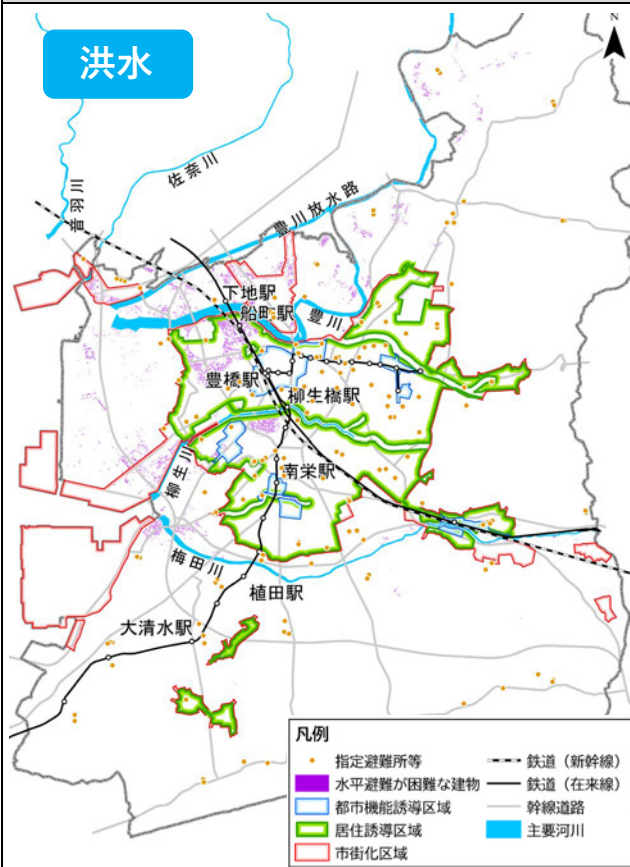 洪水
N
音羽川
佐奈川
豊川放水路
下地駅
船町駅
豊川
豊橋駅
柳生橋駅
柳生川
南栄駅
梅田川
植田駅
大清水駅
凡例
指定避難所等
水平避難が困難な建物
都市機能誘導区域
居住誘導区域
市街化区域
鉄道（新幹線）
鉄道（在来線）
幹線道路
主要河川